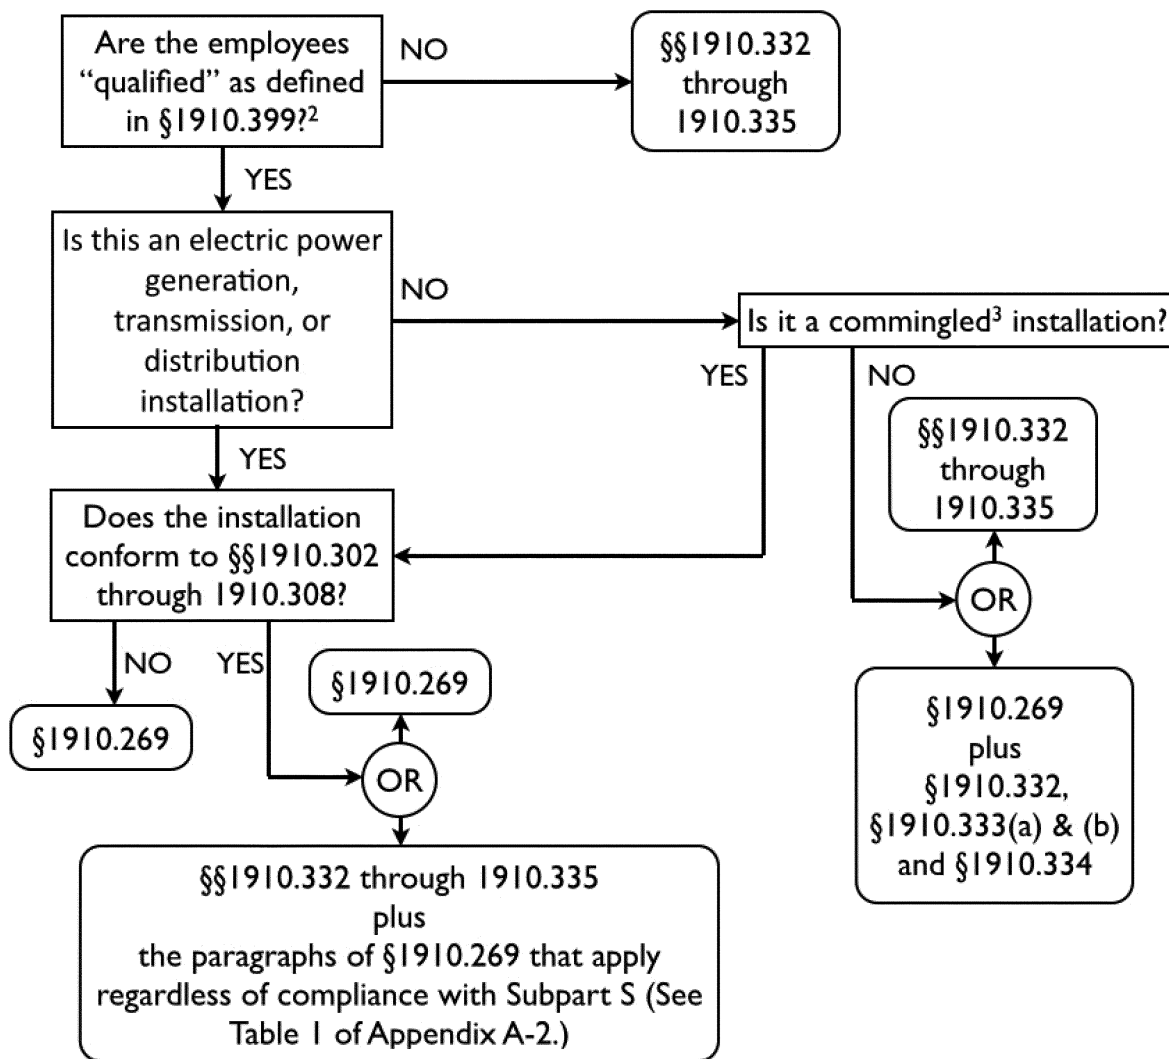 Are the employees
“qualified” as defined
in §1910.399?²
NO
§§1910.332
through
1910.335
YES
Is this an electric power
generation,
transmission, or
distribution
installation?
NO
Is it a commingled³ installation?
YES
NO
§§1910.332
through
1910.335
OR
§1910.269
plus
§1910.332,
§1910.333(a) & (b)
and §1910.334
YES
Does the installation
conform to §§1910.302
through 1910.308?
NO
§1910.269
YES
§1910.269
OR
§§1910.332 through 1910.335
plus
the paragraphs of §1910.269 that apply
regardless of compliance with Subpart S (See
Table 1 of Appendix A-2.)